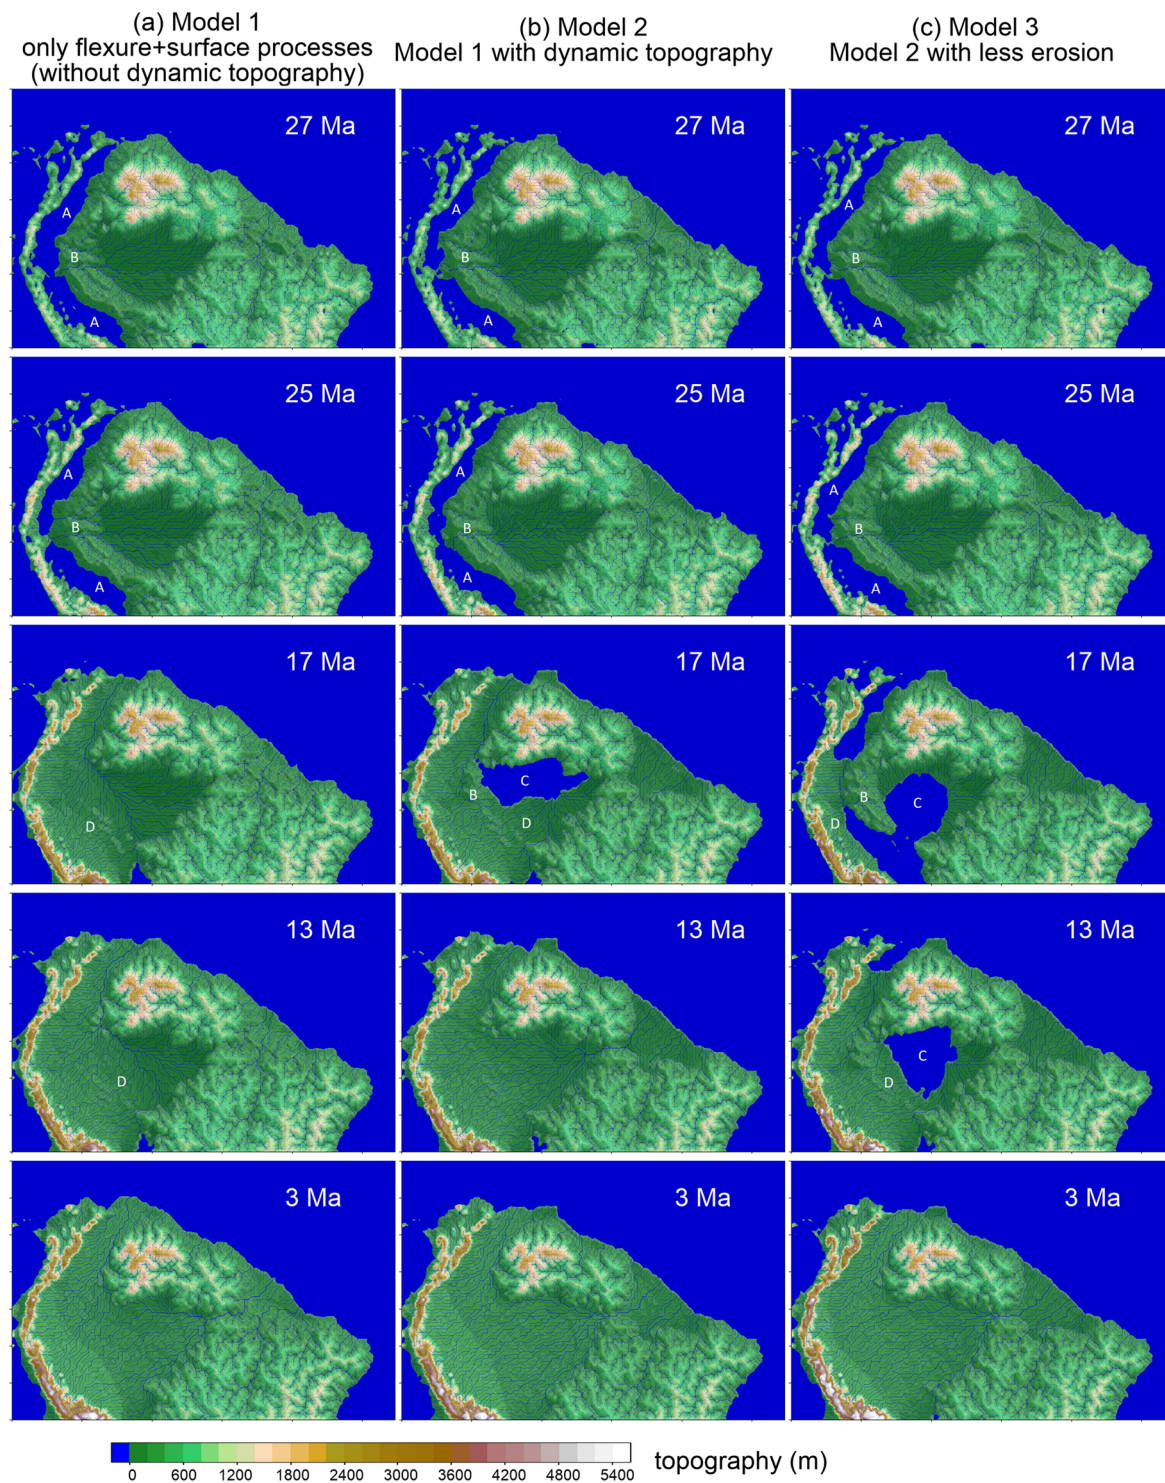 (a) Model 1
only flexure+surface processes
(without dynamic topography)
(b) Model 2
Model 1 with dynamic topography
(c) Model 3
Model 2 with less erosion
27 Ma
A
B
A
27 Ma
A
B
A
27 Ma
A
B
A
25 Ma
A
B
A
25 Ma
A
B
A
25 Ma
A
B
A
17 Ma
D
17 Ma
C
B
D
17 Ma
B
C
D
13 Ma
D
13 Ma
13 Ma
C
D
3 Ma
3 Ma
3 Ma
0 600 1200 1800 2400 3000 3600 4200 4800 5400
topography (m)